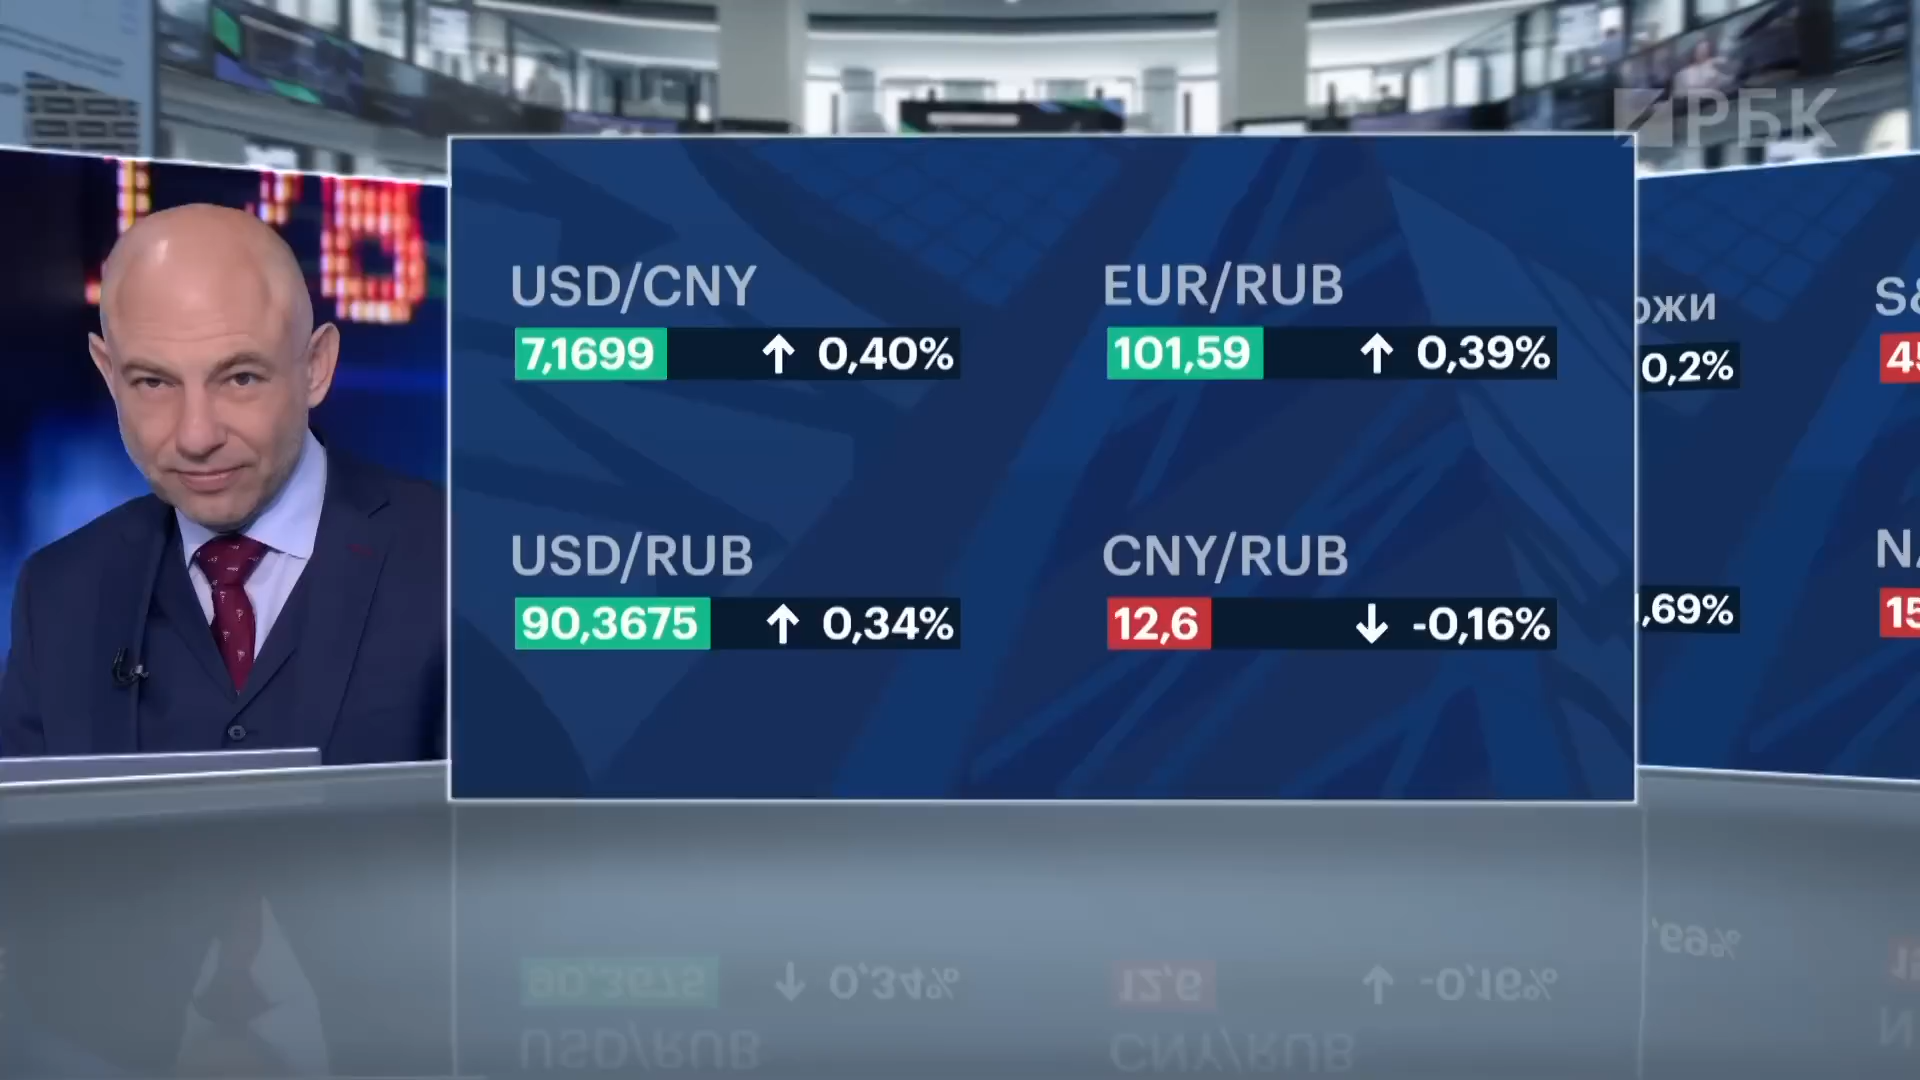 РБК
USD/CNY
7,1699 ↑ 0,40%
EUR/RUB
101,59 ↑ 0,39%
USD/RUB
90,3675 ↑ 0,34%
CNY/RUB
12,6 ↓ -0,16%
0,2%
,69%